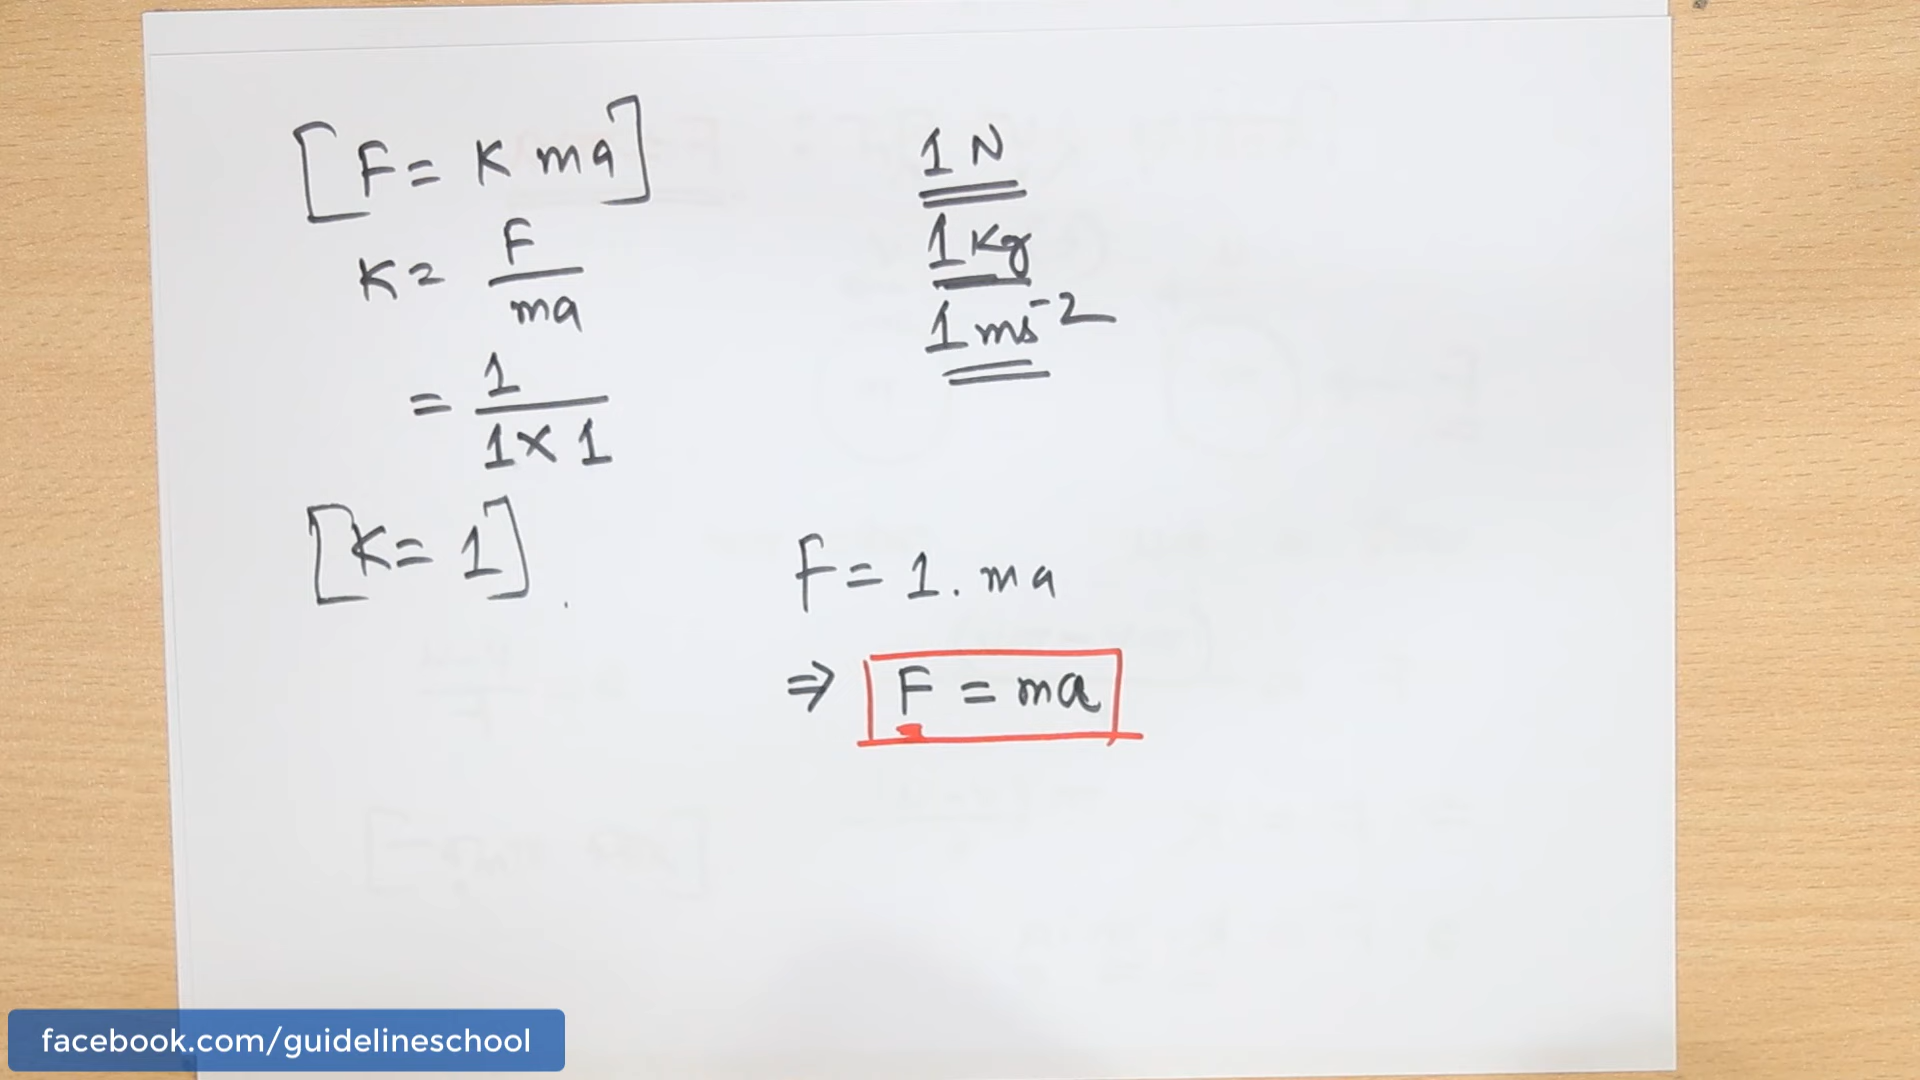 [F = K ma]
K = F/ma
= 1/1×1
[K = 1].
1 N
1 Kg
1 ms⁻²
F = 1. ma
⇒ F = ma
facebook.com/guidelineschool